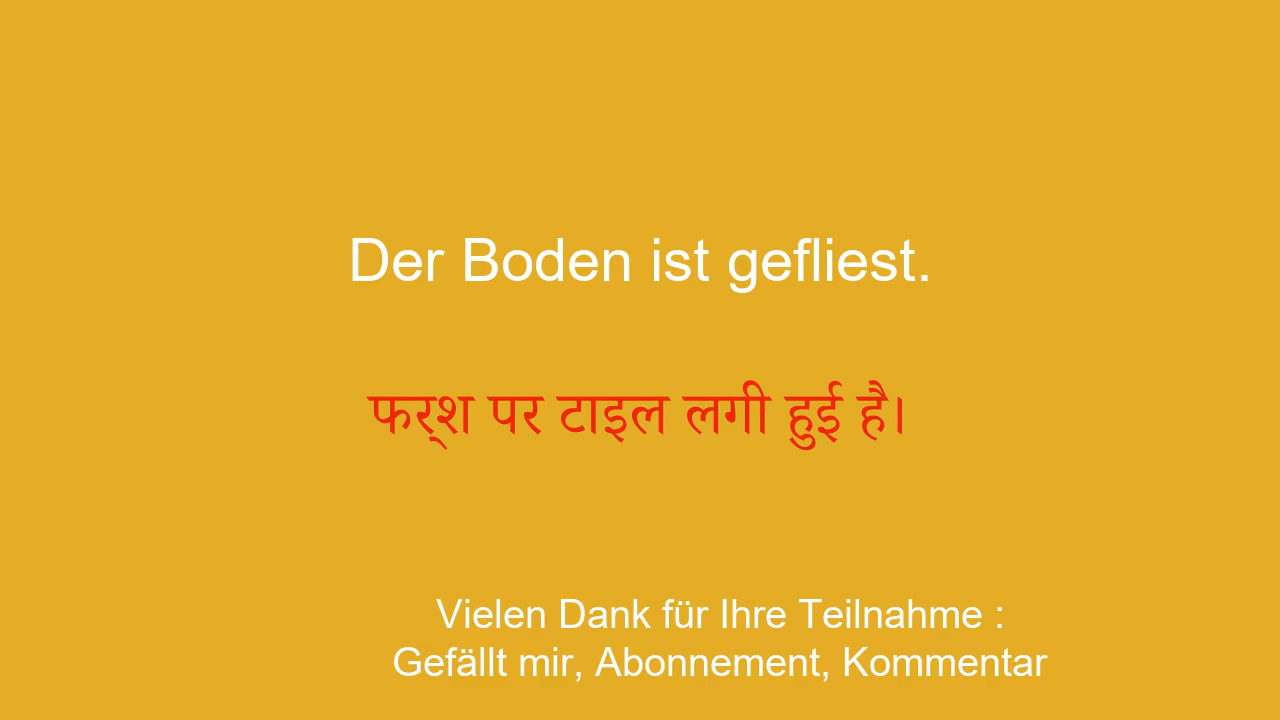 Der Boden ist gefliest.
फर्श पर टाइल लगी हुई है।
Vielen Dank für Ihre Teilnahme :
Gefällt mir, Abonnement, Kommentar